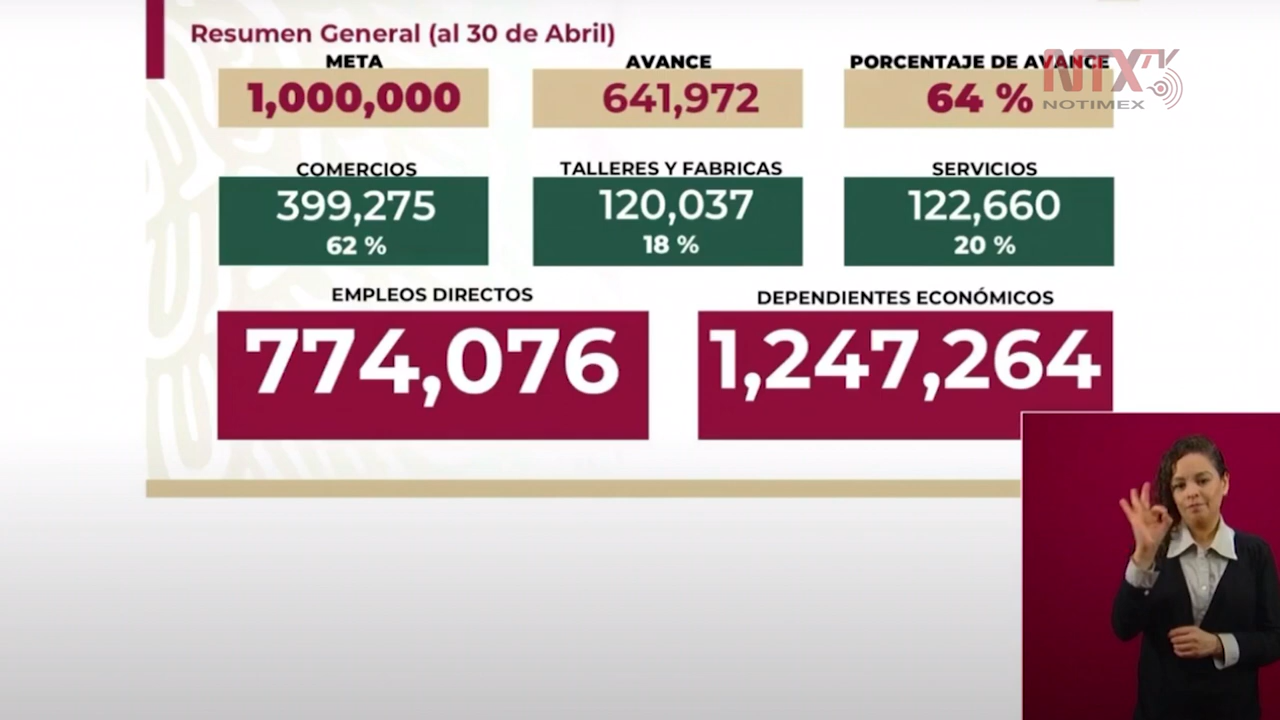 Resumen General (al 30 de Abril)
META
1,000,000
AVANCE
641,972
PORCENTAJE DE AVANCE
64 %
NTX
NOTIMEX
COMERCIOS
399,275
62 %
TALLERES Y FABRICAS
120,037
18 %
SERVICIOS
122,660
20 %
EMPLEOS DIRECTOS
774,076
DEPENDIENTES ECONÓMICOS
1,247,264